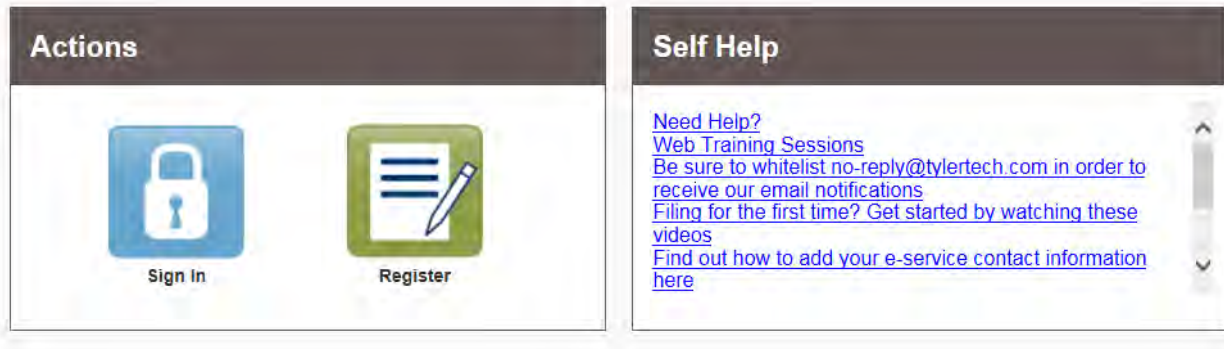 Actions
Sign In
Register
Self Help
Need Help?
Web Training Sessions
Be sure to whitelist no-reply@tylertech.com in order to
receive our email notifications
Filing for the first time? Get started by watching these
videos
Find out how to add your e-service contact information
here